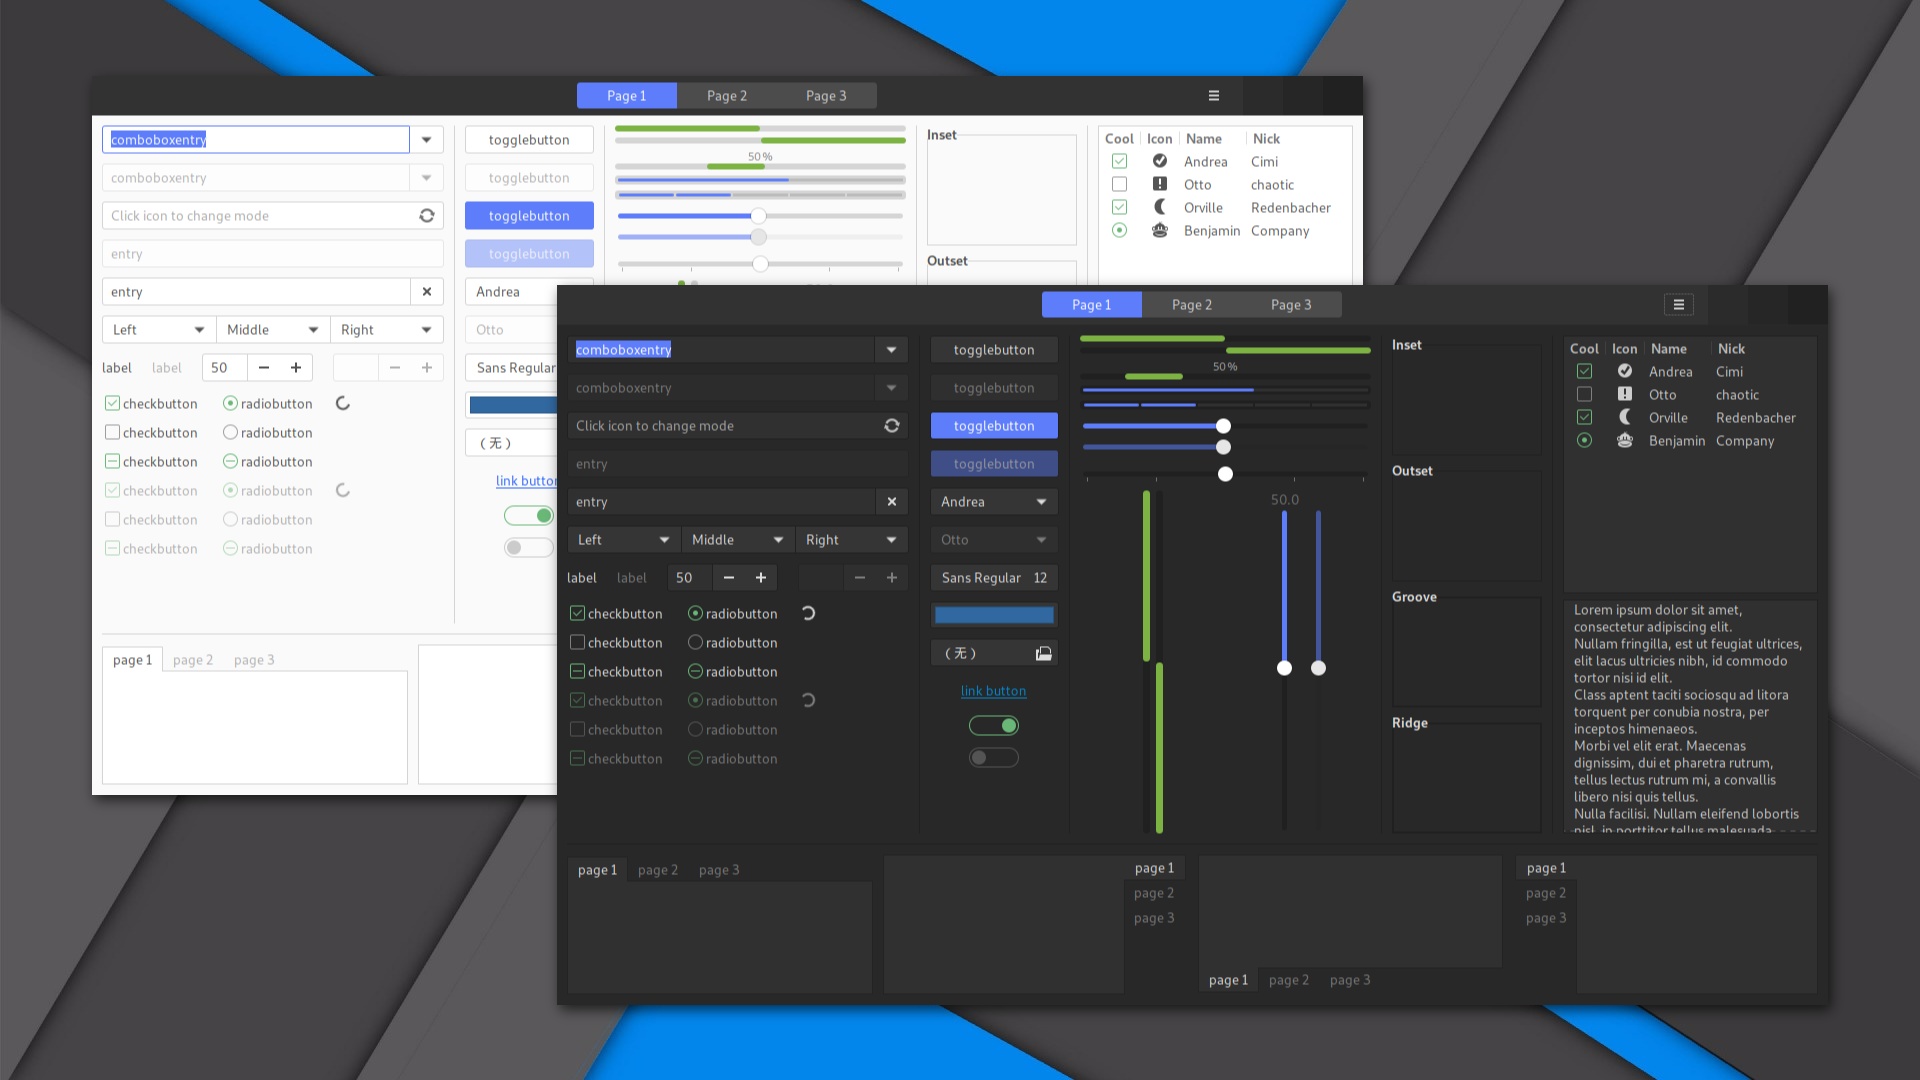 Page 1 Page 2 Page 3
comboboxentry
comboboxentry
Click icon to change mode
entry
entry
Left Middle Right
label label 50
checkbutton radiobutton
checkbutton radiobutton
checkbutton radiobutton
checkbutton radiobutton
checkbutton radiobutton
checkbutton radiobutton
togglebutton
togglebutton
togglebutton
togglebutton
Andrea
Otto
Sans Regular
(无)
link button
50 %
Inset
Outset
Cool Icon Name Nick
Andrea Cimi
Otto chaotic
Orville Redenbacher
Benjamin Company
page 1 page 2 page 3
Page 1 Page 2 Page 3
comboboxentry
comboboxentry
Click icon to change mode
entry
entry
Left Middle Right
label label 50
checkbutton radiobutton
checkbutton radiobutton
checkbutton radiobutton
checkbutton radiobutton
checkbutton radiobutton
checkbutton radiobutton
togglebutton
togglebutton
togglebutton
togglebutton
Andrea
Otto
Sans Regular 12
(无)
link button
50 %
50.0
Inset
Outset
Groove
Ridge
Cool Icon Name Nick
Andrea Cimi
Otto chaotic
Orville Redenbacher
Benjamin Company
Lorem ipsum dolor sit amet,
consectetur adipiscing elit.
Nullam fringilla, est ut feugiat ultrices,
elit lacus ultricies nibh, id commodo
tortor nisi id elit.
Class aptent taciti sociosqu ad litora
torquent per conubia nostra, per
inceptos himenaeos.
Morbi vel elit erat. Maecenas
dignissim, dui et pharetra rutrum,
tellus lectus rutrum mi, a convallis
libero nisi quis tellus.
Nulla facilisi. Nullam eleifend lobortis
nisl, in porttitor tellus malesuada
page 1 page 2 page 3
page 1
page 2
page 3
page 1 page 2 page 3
page 1
page 2
page 3